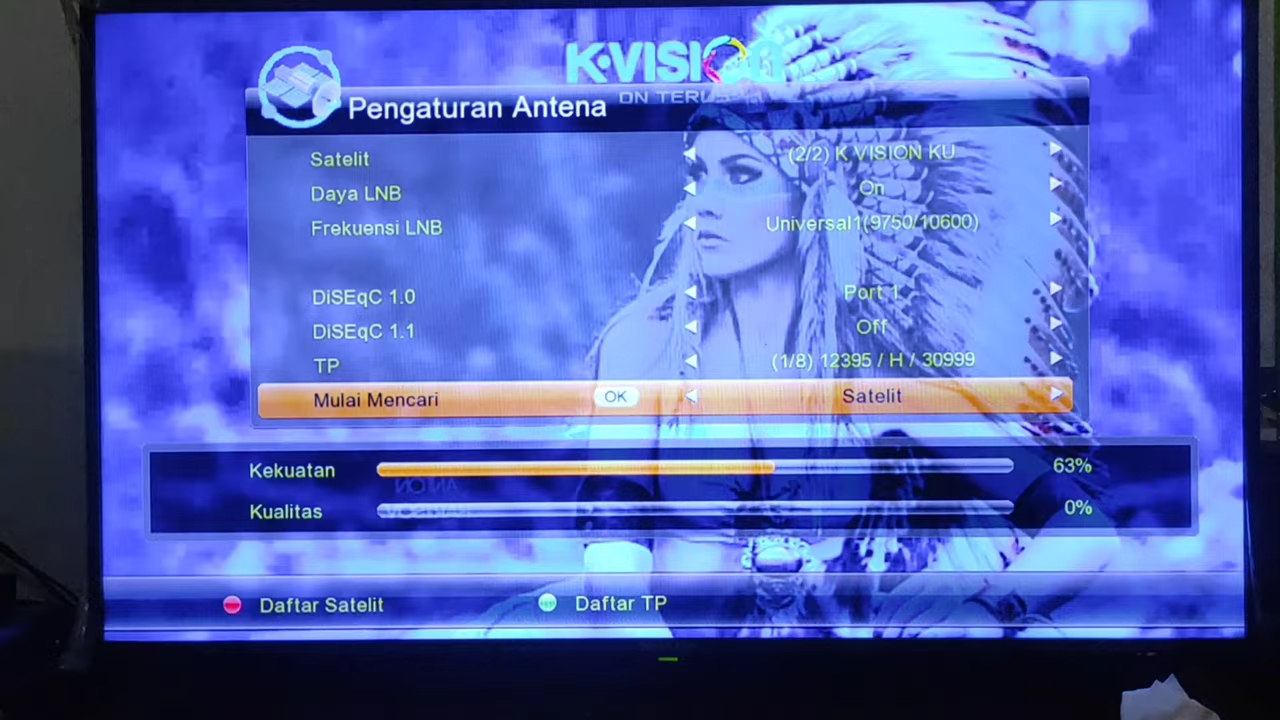 K-VISION
ON TERUS
Pengaturan Antena
Satelit (2/2) K VISION KU
Daya LNB On
Frekuensi LNB Universal1(9750/10600)
DiSEqC 1.0 Port 1
DiSEqC 1.1 Off
TP (1/8) 12395 / H / 30999
Mulai Mencari OK Satelit
Kekuatan 63%
Kualitas 0%
Daftar Satelit Daftar TP